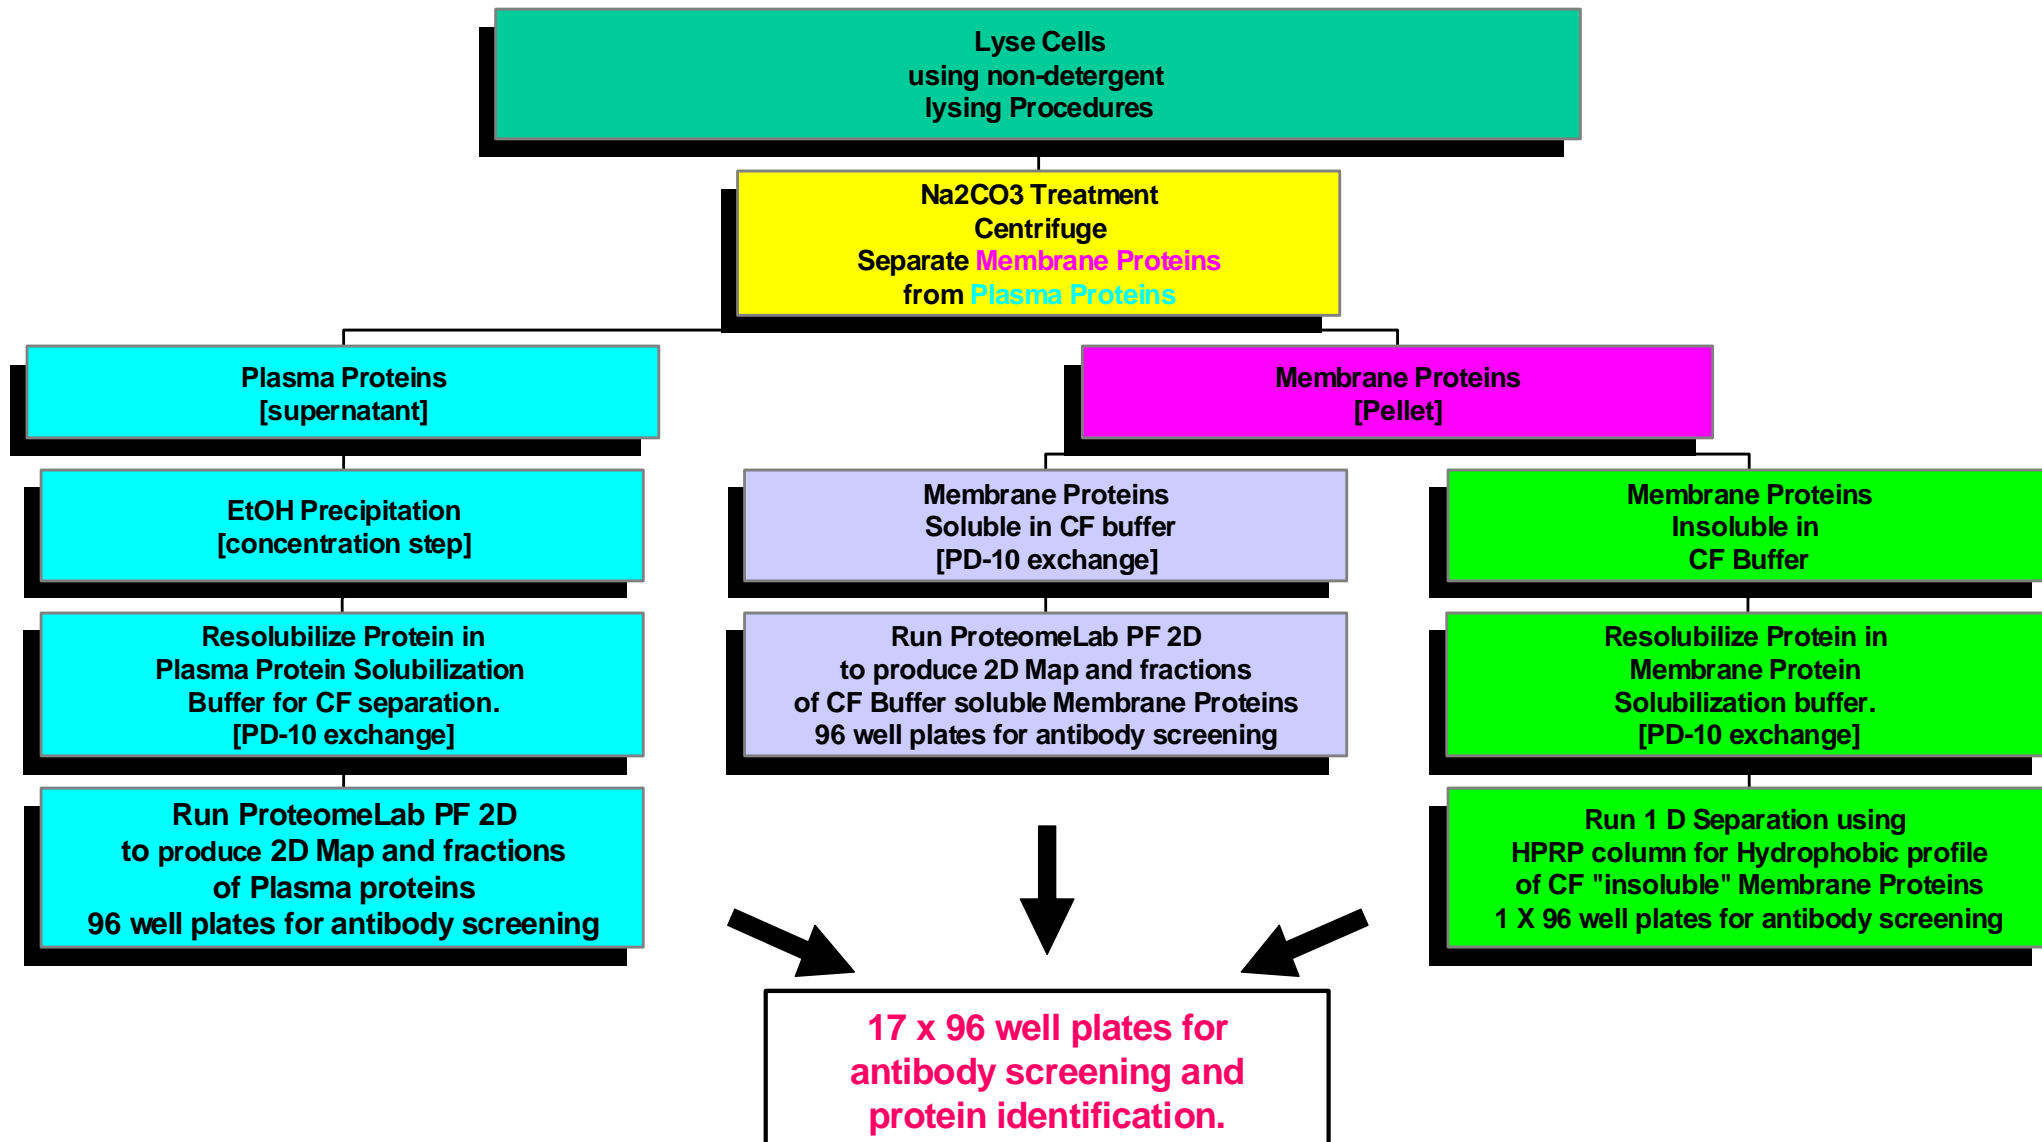 Lyse Cells
using non-detergent
lysing Procedures
Na2CO3 Treatment
Centrifuge
Separate Membrane Proteins
from Plasma Proteins
Plasma Proteins
[supernatant]
Membrane Proteins
[Pellet]
EtOH Precipitation
[concentration step]
Membrane Proteins
Soluble in CF buffer
[PD-10 exchange]
Membrane Proteins
Insoluble in
CF Buffer
Resolubilize Protein in
Plasma Protein Solubilization
Buffer for CF separation.
[PD-10 exchange]
Run ProteomeLab PF 2D
to produce 2D Map and fractions
of CF Buffer soluble Membrane Proteins
96 well plates for antibody screening
Resolubilize Protein in
Membrane Protein
Solubilization buffer.
[PD-10 exchange]
Run ProteomeLab PF 2D
to produce 2D Map and fractions
of Plasma proteins
96 well plates for antibody screening
Run 1 D Separation using
HPRP column for Hydrophobic profile
of CF "insoluble" Membrane Proteins
1 X 96 well plates for antibody screening
17 x 96 well plates for
antibody screening and
protein identification.